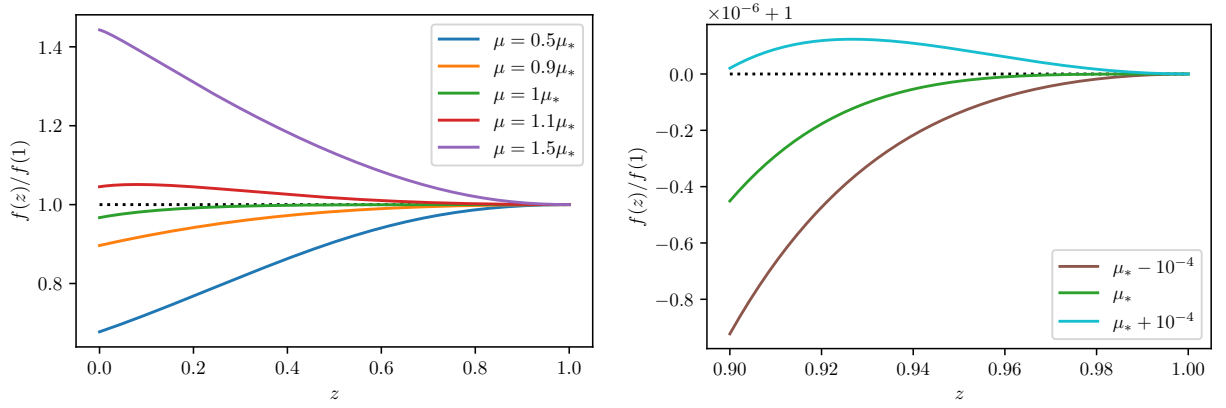 f(z)/f(1)
1.4
1.2
1.0
0.8
0.0
0.2
0.4
0.6
0.8
1.0
z
μ = 0.5μ*
μ = 0.9μ*
μ = 1μ*
μ = 1.1μ*
μ = 1.5μ*
×10⁻⁶ + 1
f(z)/f(1)
0.0
−0.2
−0.4
−0.6
−0.8
0.90
0.92
0.94
0.96
0.98
1.00
z
μ* − 10⁻⁴
μ*
μ* + 10⁻⁴